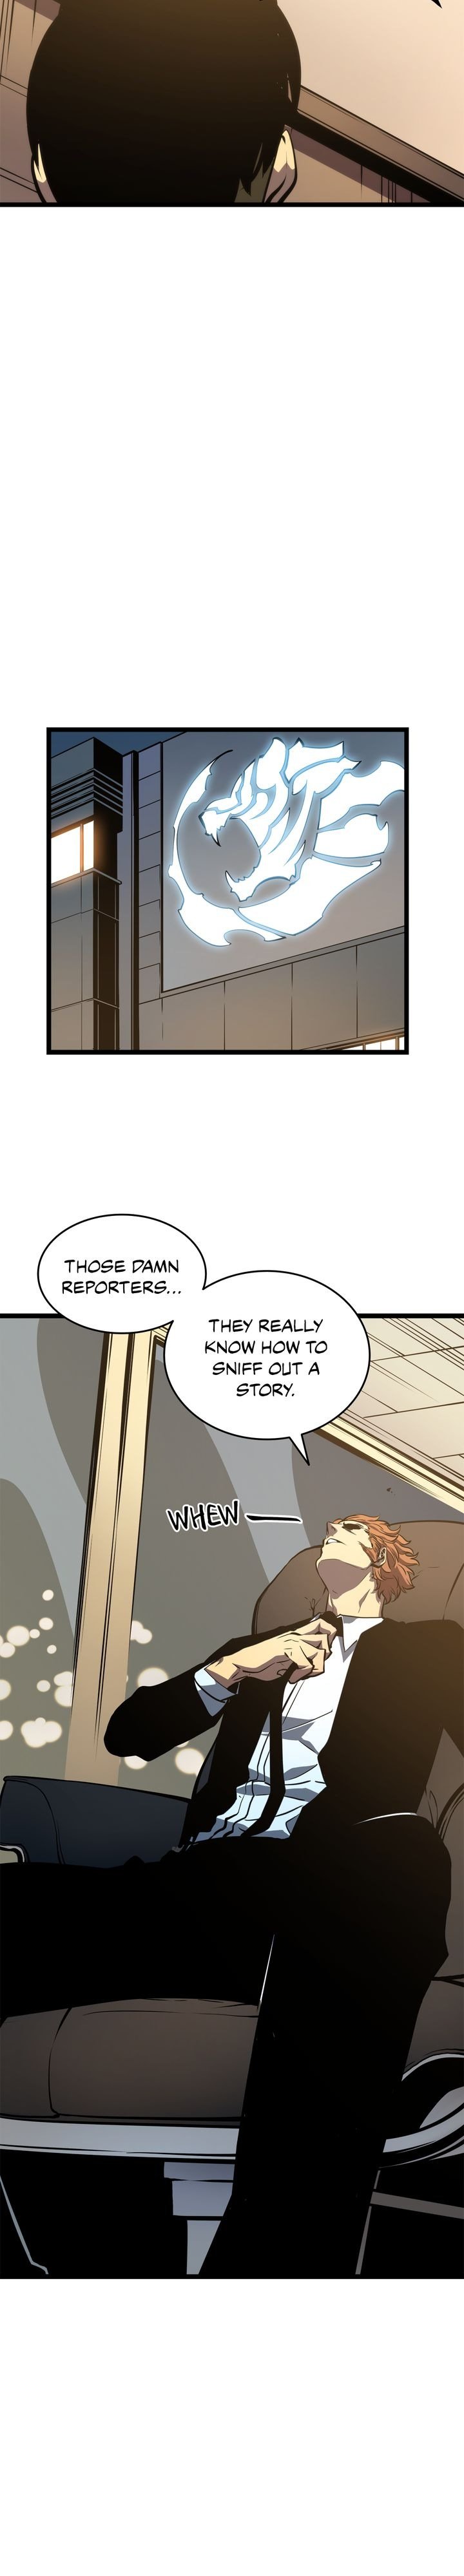 THOSE DAMN
REPORTERS...
THEY REALLY
KNOW HOW TO
SNIFF OUT A
STORY.
WHEW